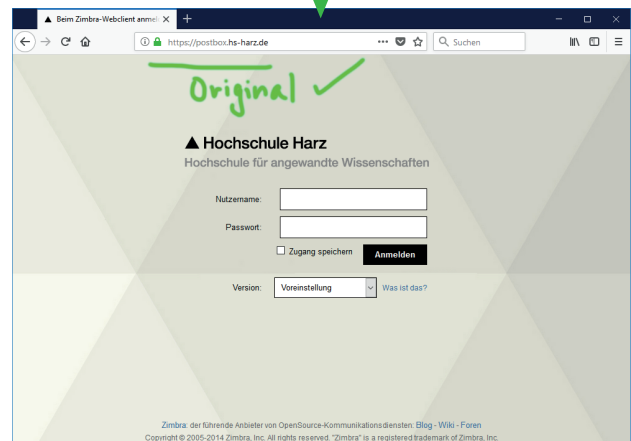 Beim Zimbra-Webclient anmel
https://postbox.hs-harz.de
Suchen
Original ✓
Hochschule Harz
Hochschule für angewandte Wissenschaften
Nutzername:
Passwort:
Zugang speichern Anmelden
Version: Voreinstellung Was ist das?
Zimbra: der führende Anbieter von OpenSource-Kommunikationsdiensten: Blog - Wiki - Foren
Copyright © 2005-2014 Zimbra, Inc. All rights reserved. "Zimbra" is a registered trademark of Zimbra, Inc.